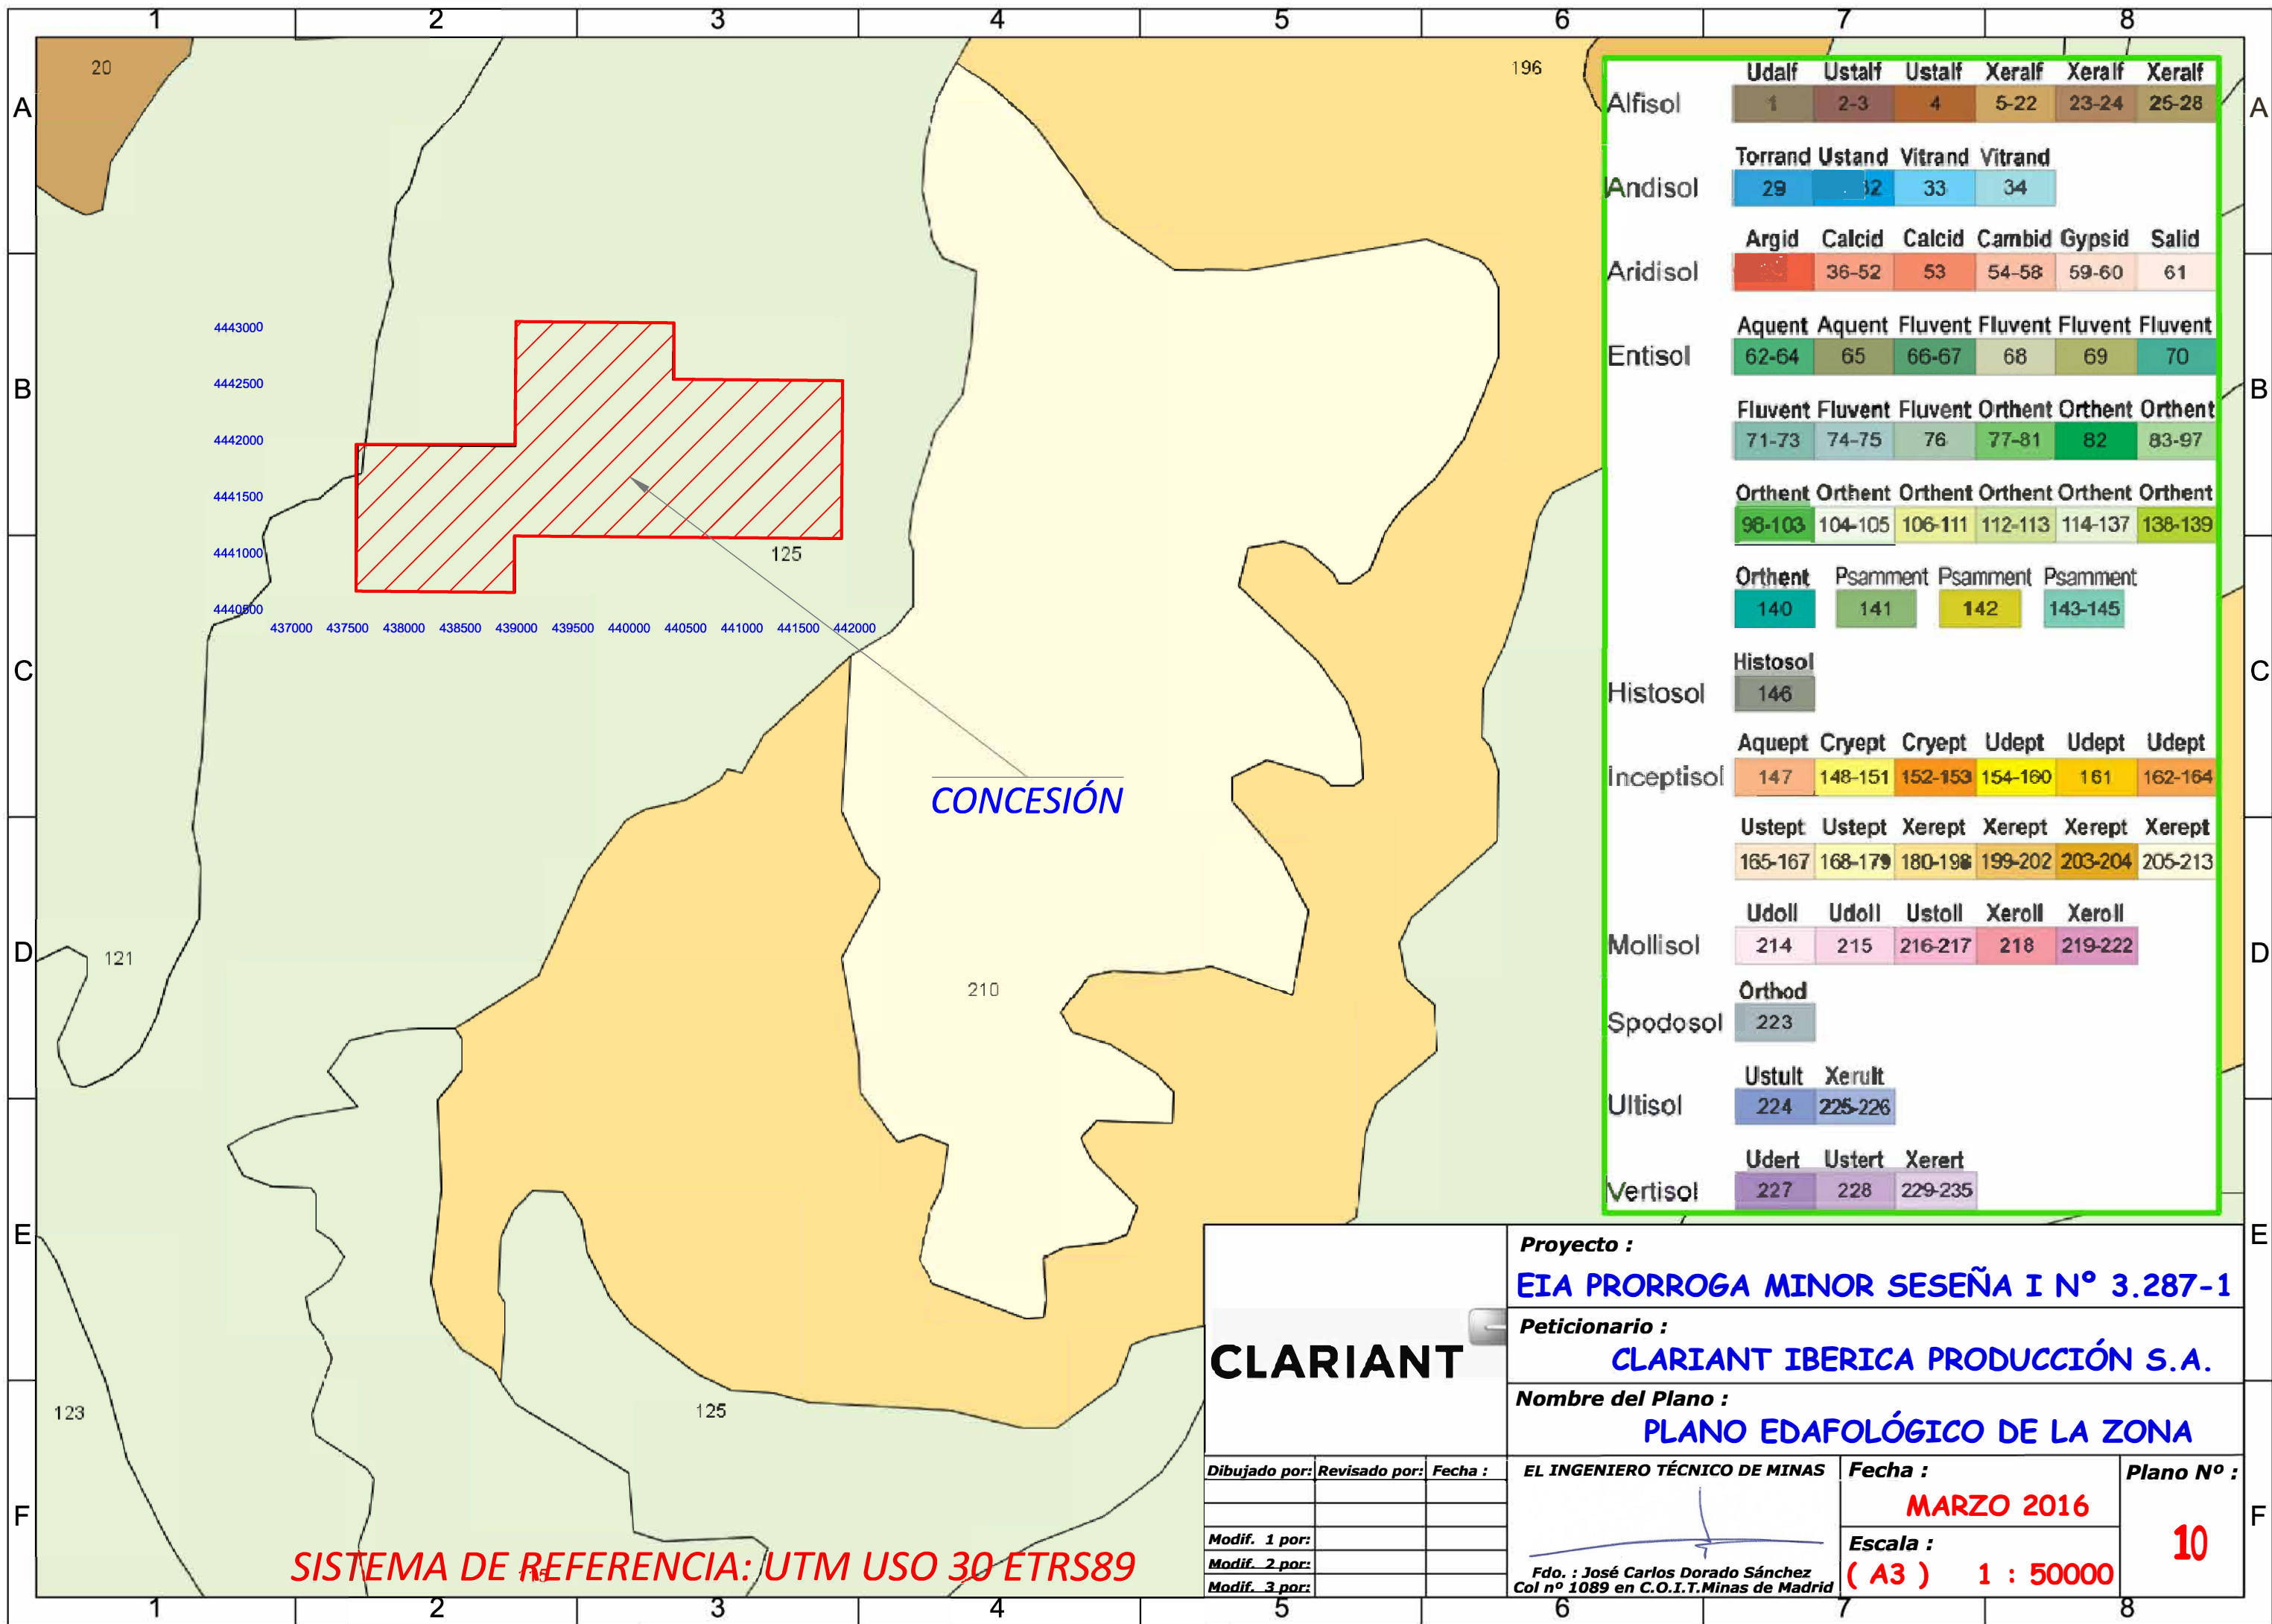 1 2 3 4 5 6 7 8
A
20
196
A
Udalf Ustalf Ustalf Xeralf Xeralf Xeralf
Alfisol 1 2-3 4 5-22 23-24 25-28
Torrand Ustand Vitrand Vitrand
Andisol 29 32 33 34
Argid Calcid Calcid Cambid Gypsid Salid
Aridisol 36-52 53 54-58 59-60 61
Aquent Aquent Fluvent Fluvent Fluvent Fluvent
Entisol 62-64 65 66-67 68 69 70
Fluvent Fluvent Fluvent Orthent Orthent Orthent
71-73 74-75 76 77-81 82 83-97
Orthent Orthent Orthent Orthent Orthent Orthent
98-103 104-105 106-111 112-113 114-137 138-139
Orthent Psamment Psamment Psamment
140 141 142 143-145
Histosol
Histosol 146
Aquept Cryept Cryept Udept Udept Udept
Inceptisol 147 148-151 152-153 154-160 161 162-164
Ustept Ustept Xerept Xerept Xerept Xerept
165-167 168-179 180-198 199-202 203-204 205-213
Udoll Udoll Ustoll Xeroll Xeroll
Mollisol 214 215 216-217 218 219-222
Orthod
Spodosol 223
Ustult Xerult
Ultisol 224 225-226
Udert Ustert Xerert
Vertisol 227 228 229-235
B
B
4443000
4442500
4442000
4441500
4441000
4440500
437000 437500 438000 438500 439000 439500 440000 440500 441000 441500 442000
125
C
C
CONCESIÓN
D
121
210
D
E
E
123
125
F
F
SISTEMA DE REFERENCIA: UTM USO 30 ETRS89
115
CLARIANT
Proyecto :
EIA PRORROGA MINOR SESEÑA I Nº 3.287-1
Peticionario :
CLARIANT IBERICA PRODUCCIÓN S.A.
Nombre del Plano :
PLANO EDAFOLÓGICO DE LA ZONA
Dibujado por: Revisado por: Fecha :
Modif. 1 por:
Modif. 2 por:
Modif. 3 por:
EL INGENIERO TÉCNICO DE MINAS
Fdo. : José Carlos Dorado Sánchez
Col nº 1089 en C.O.I.T.Minas de Madrid
Fecha :
MARZO 2016
Escala :
( A3 ) 1 : 50000
Plano Nº :
10
1 2 3 4 5 6 7 8